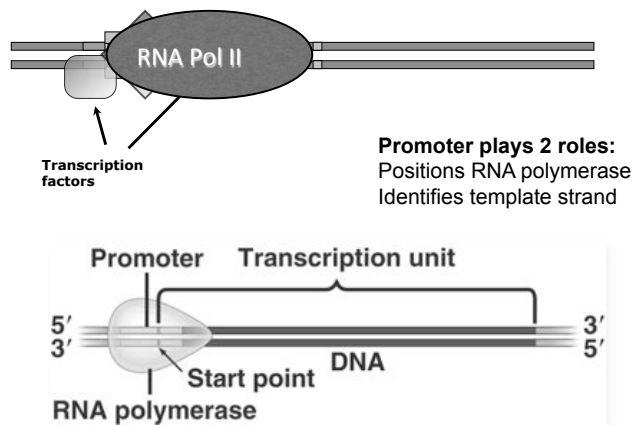 RNA Pol II
Transcription
factors
Promoter plays 2 roles:
Positions RNA polymerase
Identifies template strand
Promoter Transcription unit
5′ 3′
3′ 5′
DNA
Start point
RNA polymerase